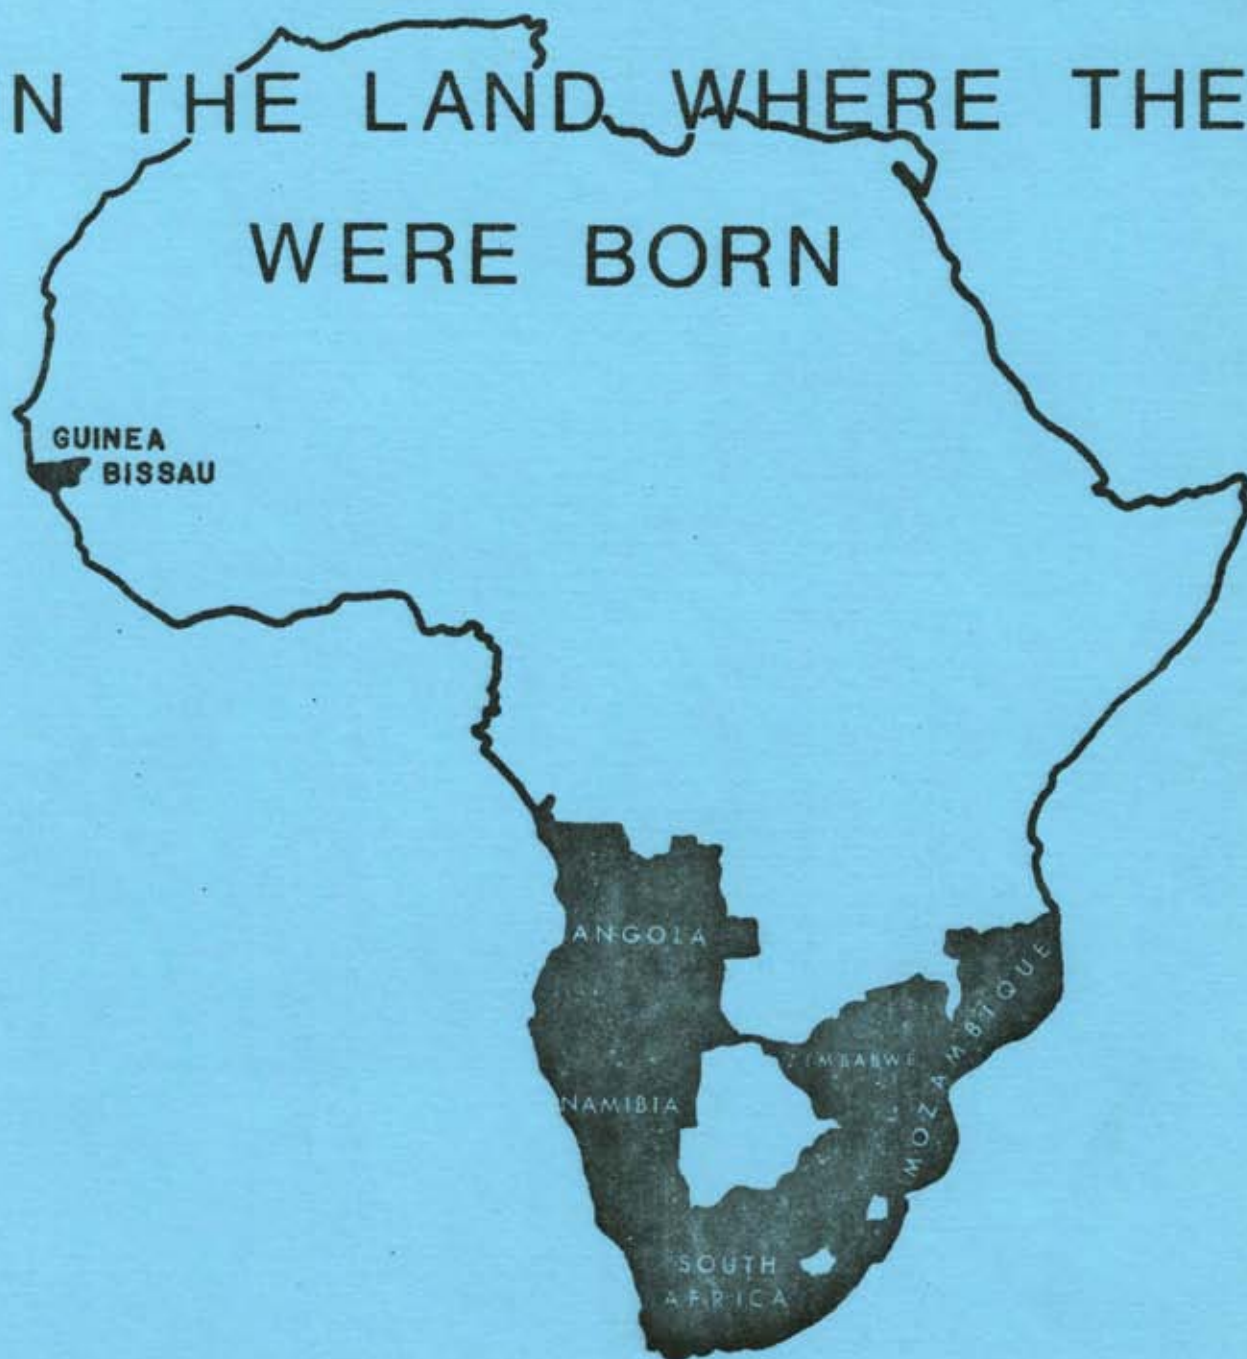 N THE LAND WHERE THE
WERE BORN
GUINEA
BISSAU
ANGOLA
ZIMBABWE
MOZAMBIQUE
NAMIBIA
SOUTH
AFRICA